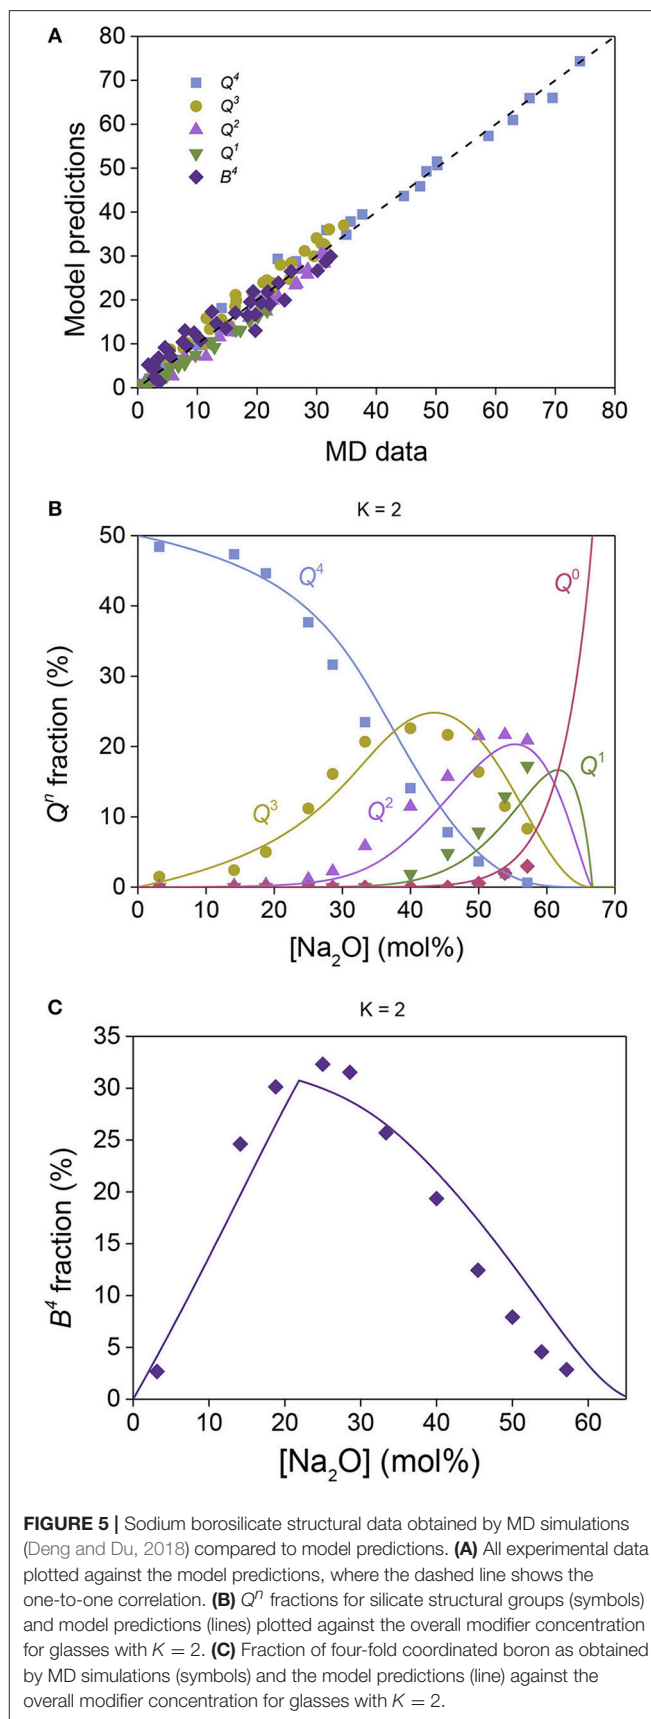 A
80
70
60
50
40
30
20
10
0
Model predictions
Q⁴
Q³
Q²
Q¹
B⁴
0 10 20 30 40 50 60 70 80
MD data
B
K = 2
50
40
30
20
10
0
Qⁿ fraction (%)
Q⁴
Q⁰
Q³
Q²
Q¹
0 10 20 30 40 50 60 70
[Na₂O] (mol%)
C
K = 2
35
30
25
20
15
10
5
0
B⁴ fraction (%)
0 10 20 30 40 50 60
[Na₂O] (mol%)
FIGURE 5 | Sodium borosilicate structural data obtained by MD simulations
(Deng and Du, 2018) compared to model predictions. (A) All experimental data
plotted against the model predictions, where the dashed line shows the
one-to-one correlation. (B) Qⁿ fractions for silicate structural groups (symbols)
and model predictions (lines) plotted against the overall modifier concentration
for glasses with K = 2. (C) Fraction of four-fold coordinated boron as obtained
by MD simulations (symbols) and the model predictions (line) against the
overall modifier concentration for glasses with K = 2.